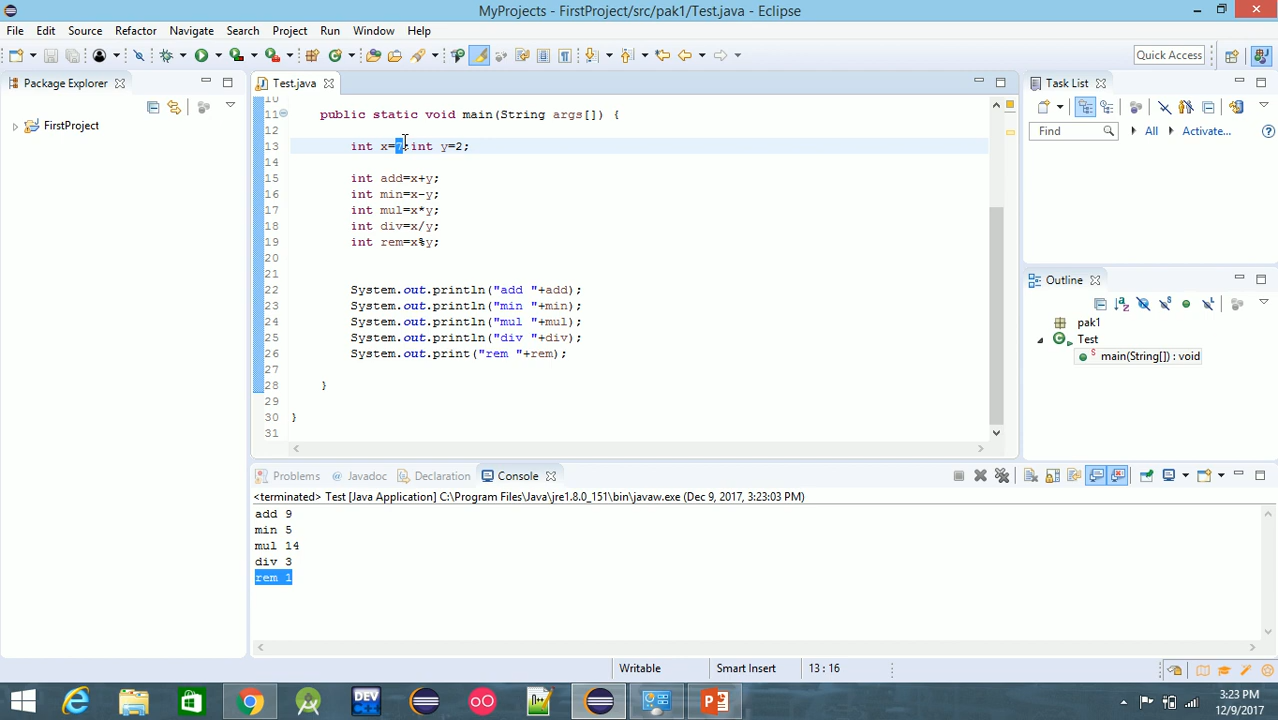 MyProjects - FirstProject/src/pak1/Test.java - Eclipse
File Edit Source Refactor Navigate Search Project Run Window Help
Quick Access
Package Explorer
FirstProject
Test.java
10
11 public static void main(String args[]) {
12
13 int x=7;int y=2;
14
15 int add=x+y;
16 int min=x-y;
17 int mul=x*y;
18 int div=x/y;
19 int rem=x%y;
20
21
22 System.out.println("add "+add);
23 System.out.println("min "+min);
24 System.out.println("mul "+mul);
25 System.out.println("div "+div);
26 System.out.print("rem "+rem);
27
28 }
29
30 }
31
Task List
Find All Activate...
Outline
pak1
Test
main(String[]) : void
Problems Javadoc Declaration Console
<terminated> Test [Java Application] C:\Program Files\Java\jre1.8.0_151\bin\javaw.exe (Dec 9, 2017, 3:23:03 PM)
add 9
min 5
mul 14
div 3
rem 1
Writable Smart Insert 13 : 16
DEV
3:23 PM
12/9/2017